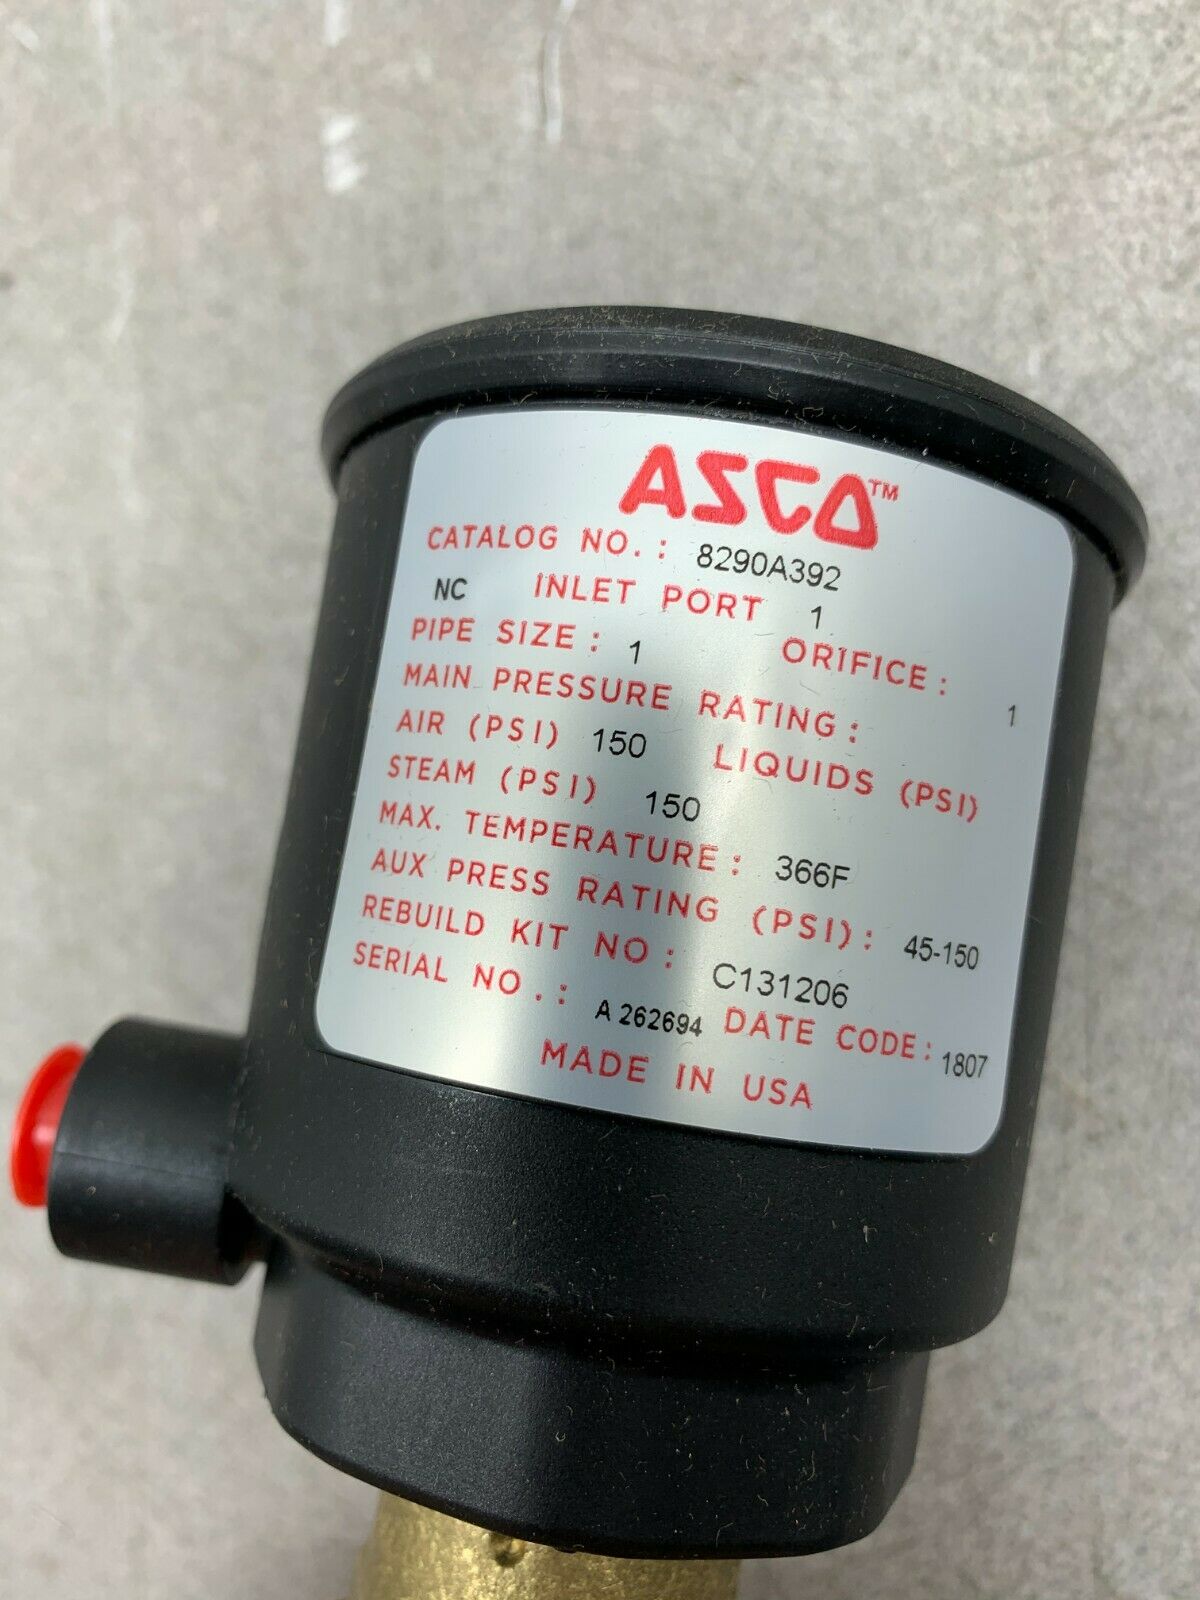 ASCO™
CATALOG NO.: 8290A392
NC INLET PORT 1
PIPE SIZE: 1 ORIFICE: 1
MAIN PRESSURE RATING:
AIR (PSI) 150 LIQUIDS (PSI)
STEAM (PSI) 150
MAX. TEMPERATURE: 366F
AUX PRESS RATING (PSI): 45-150
REBUILD KIT NO: C131206
SERIAL NO.: A 262694 DATE CODE: 1807
MADE IN USA